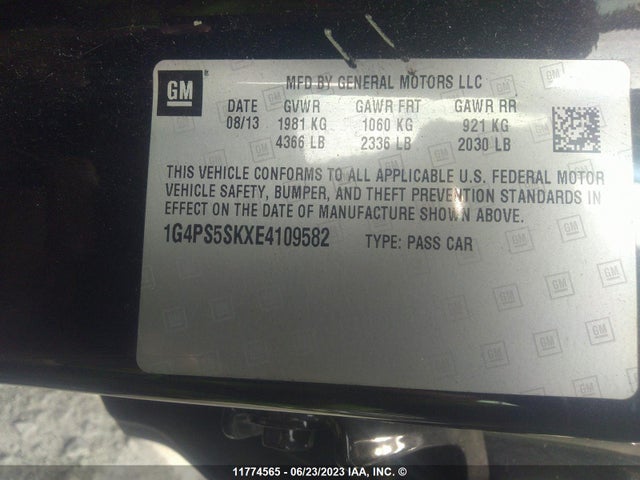 GM
MFD BY GENERAL MOTORS LLC
DATE GVWR GAWR FRT GAWR RR
08/13 1981 KG 1060 KG 921 KG
4366 LB 2336 LB 2030 LB
THIS VEHICLE CONFORMS TO ALL APPLICABLE U.S. FEDERAL MOTOR
VEHICLE SAFETY, BUMPER, AND THEFT PREVENTION STANDARDS IN
EFFECT ON THE DATE OF MANUFACTURE SHOWN ABOVE.
1G4PS5SKXE4109582 TYPE: PASS CAR
11774565 - 06/23/2023 IAA, INC. ©